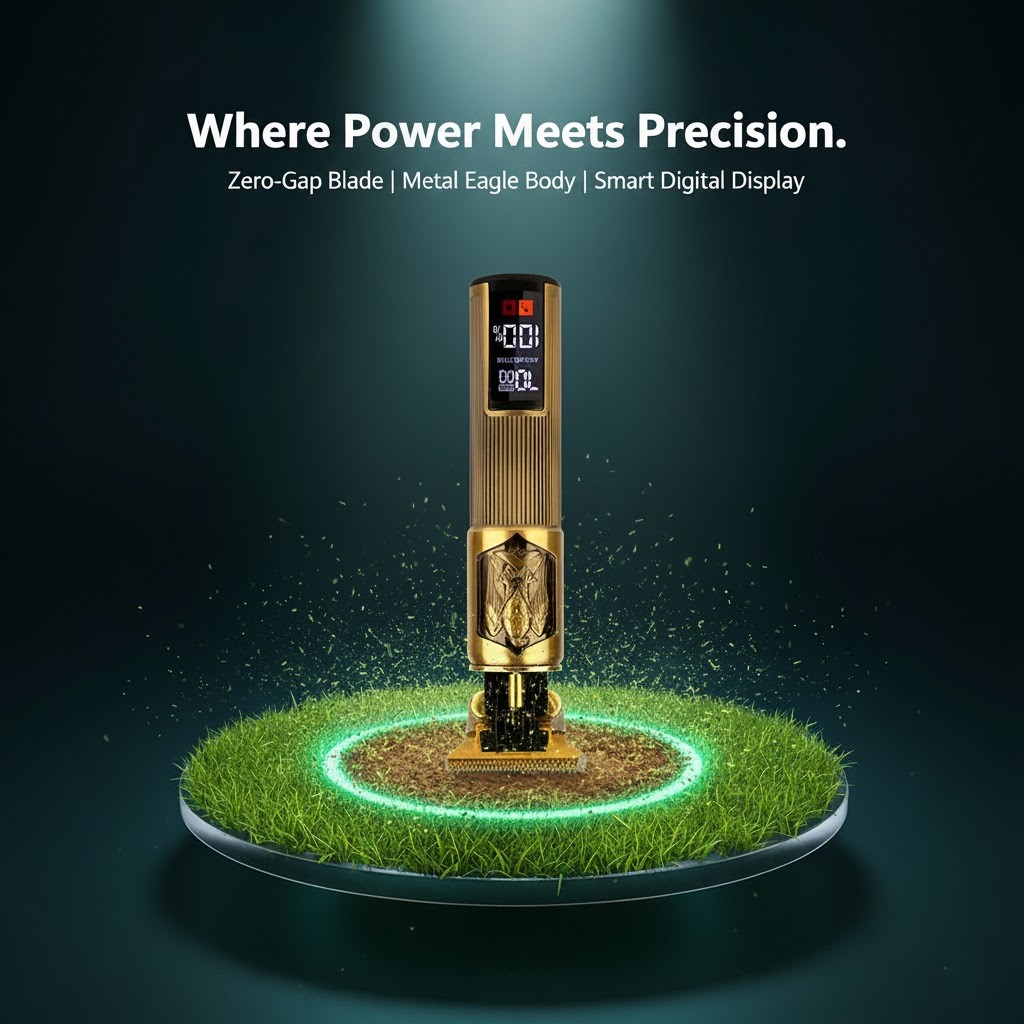 Where Power Meets Precision.
Zero-Gap Blade | Metal Eagle Body | Smart Digital Display